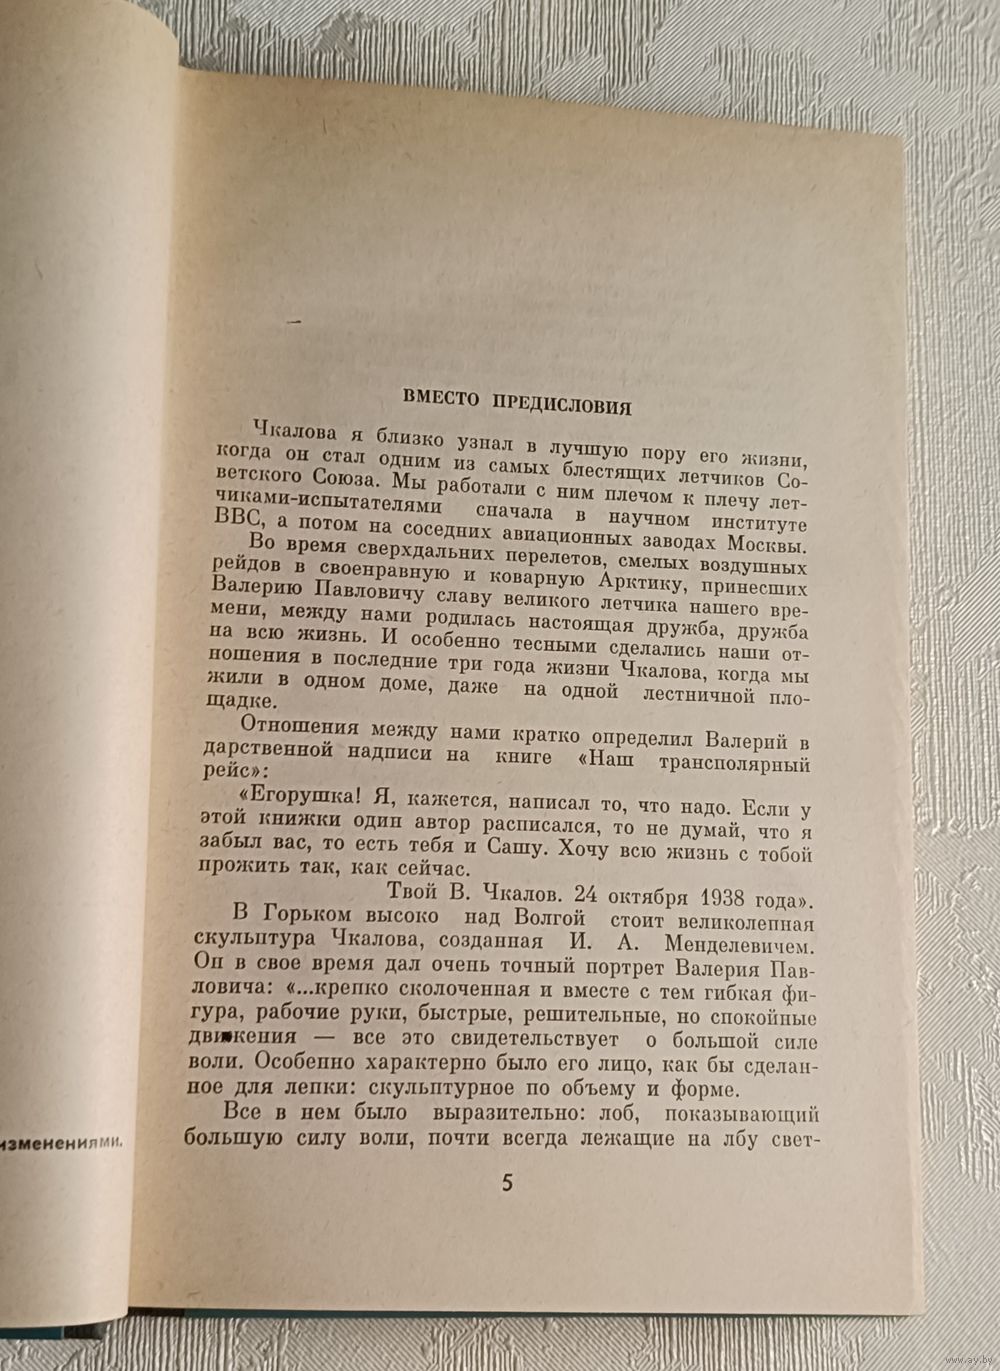 ВМЕСТО ПРЕДИСЛОВИЯ
Чкалова я близко узнал в лучшую пору его жизни,
когда он стал одним из самых блестящих летчиков Со-
ветского Союза. Мы работали с ним плечом к плечу лет-
чиками-испытателями сначала в научном институте
ВВС, а потом на соседних авиационных заводах Москвы.
Во время сверхдальних перелетов, смелых воздушных
рейдов в своенравную и коварную Арктику, принесших
Валерию Павловичу славу великого летчика нашего вре-
мени, между нами родилась настоящая дружба, дружба
на всю жизнь. И особенно тесными сделались наши от-
ношения в последние три года жизни Чкалова, когда мы
жили в одном доме, даже на одной лестничной пло-
щадке.
Отношения между нами кратко определил Валерий в
дарственной надписи на книге «Наш трансполярный
рейс»:
«Егорушка! Я, кажется, написал то, что надо. Если у
этой книжки один автор расписался, то не думай, что я
забыл вас, то есть тебя и Сашу. Хочу всю жизнь с тобой
прожить так, как сейчас.
Твой В. Чкалов. 24 октября 1938 года».
В Горьком высоко над Волгой стоит великолепная
скульптура Чкалова, созданная И. А. Менделевичем.
Он в свое время дал очень точный портрет Валерия Пав-
ловича: «...крепко сколоченная и вместе с тем гибкая фи-
гура, рабочие руки, быстрые, решительные, но спокойные
движения — все это свидетельствует о большой силе
воли. Особенно характерно было его лицо, как бы сделан-
ное для лепки: скульптурное по объему и форме.
Все в нем было выразительно: лоб, показывающий
большую силу воли, почти всегда лежащие на лбу свет-
изменениями.
5
www.ay.by